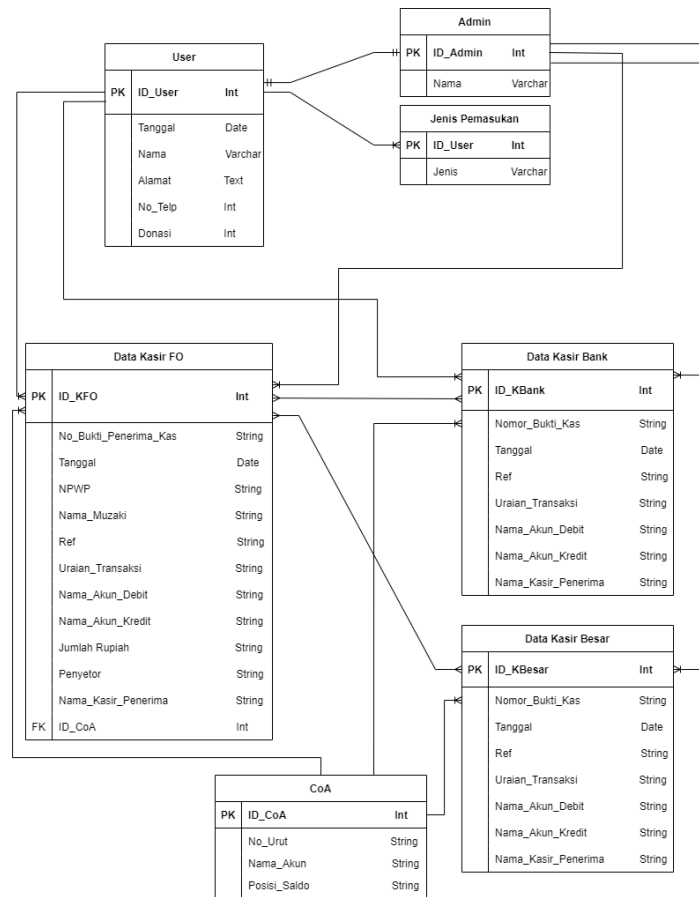 Admin
PK ID_Admin Int
Nama Varchar
User
PK ID_User Int
Tanggal Date
Nama Varchar
Alamat Text
No_Telp Int
Donasi Int
Jenis Pemasukan
PK ID_User Int
Jenis Varchar
Data Kasir FO
PK ID_KFO Int
No_Bukti_Penerima_Kas String
Tanggal Date
NPWP String
Nama_Muzaki String
Ref String
Uraian_Transaksi String
Nama_Akun_Debit String
Nama_Akun_Kredit String
Jumlah Rupiah String
Penyetor String
Nama_Kasir_Penerima String
FK ID_CoA Int
Data Kasir Bank
PK ID_KBank Int
Nomor_Bukti_Kas String
Tanggal Date
Ref String
Uraian_Transaksi String
Nama_Akun_Debit String
Nama_Akun_Kredit String
Nama_Kasir_Penerima String
Data Kasir Besar
PK ID_KBesar Int
Nomor_Bukti_Kas String
Tanggal Date
Ref String
Uraian_Transaksi String
Nama_Akun_Debit String
Nama_Akun_Kredit String
Nama_Kasir_Penerima String
CoA
PK ID_CoA Int
No_Urut String
Nama_Akun String
Posisi_Saldo String